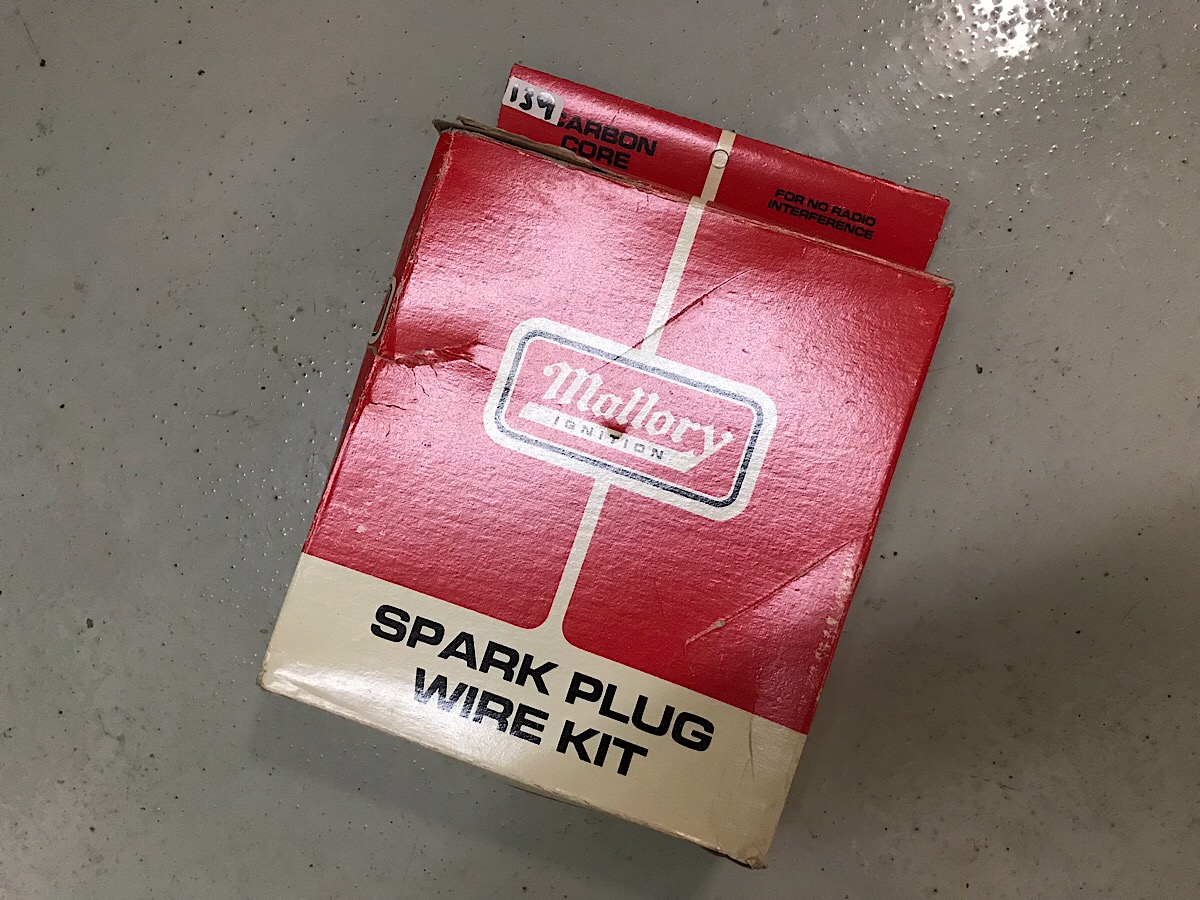 139
CARBON
CORE
FOR NO RADIO
INTERFERENCE
Mallory
IGNITION
SPARK PLUG
WIRE KIT